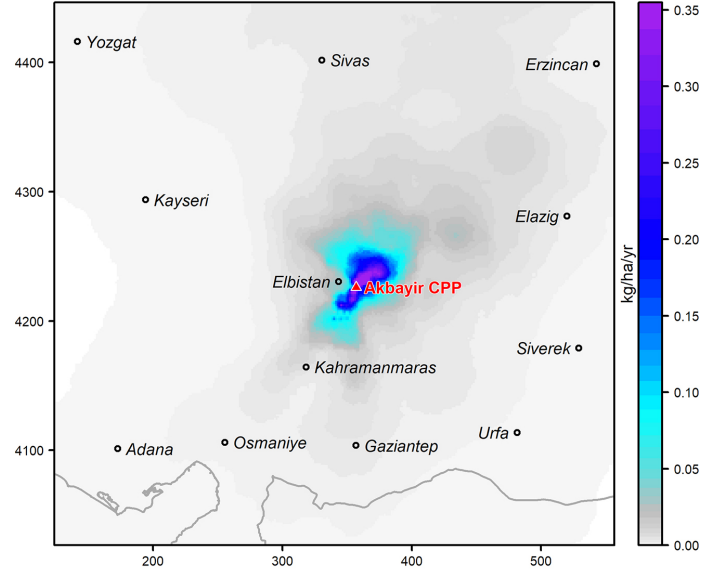 0.35
Yozgat
4400
Sivas
Erzincan
0.30
0.25
4300
Kayseri
Elazig
0.20
kg/ha/yr
Elbistan
Akbayir CPP
4200
0.15
Siverek
Kahramanmaras
0.10
Urfa
4100
Adana
Osmaniye
Gaziantep
0.05
0.00
200
300
400
500